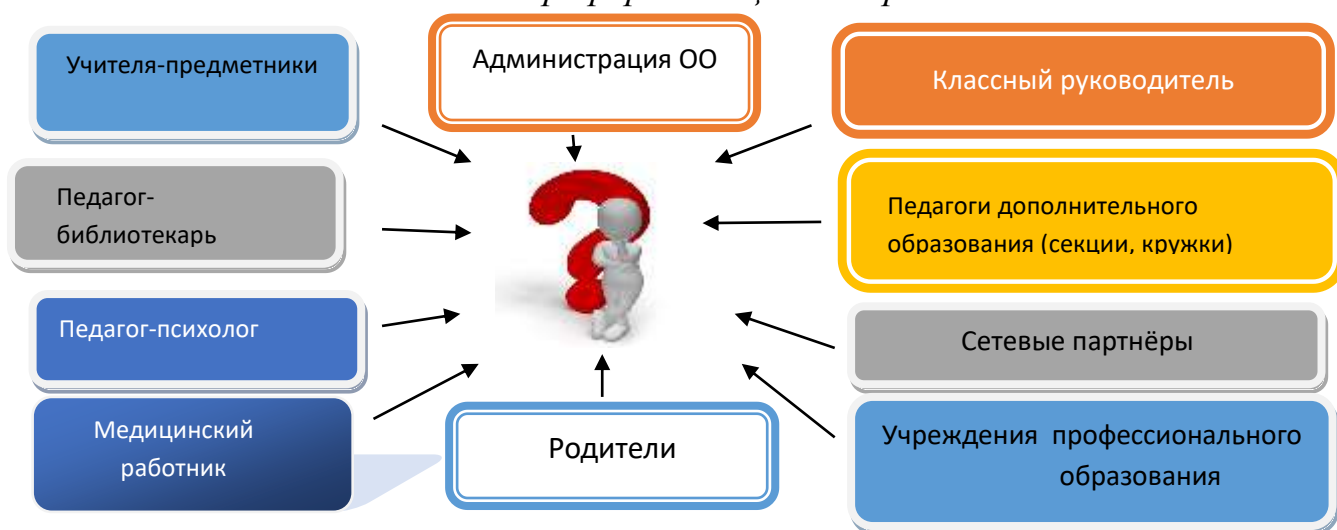 Учителя-предметники
Администрация ОО
Классный руководитель
Педагог-
библиотекарь
Педагоги дополнительного
образования (секции, кружки)
Педагог-психолог
Сетевые партнёры
Медицинский
работник
Родители
Учреждения профессионального
образования